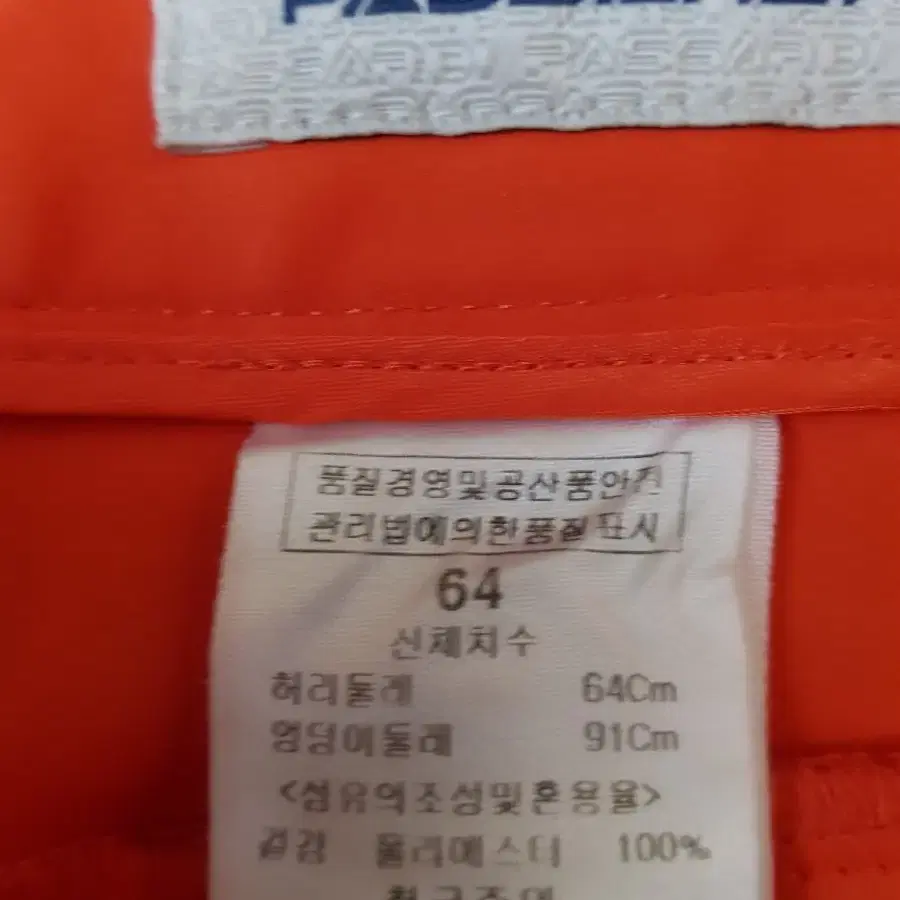 PASEARDI PASEARDI
품질경영및공산품안전
관리법에의한품질표시
64
신체치수
허리둘레 64Cm
엉덩이둘레 91Cm
<섬유의조성및혼용율>
겉감 폴리에스터 100%